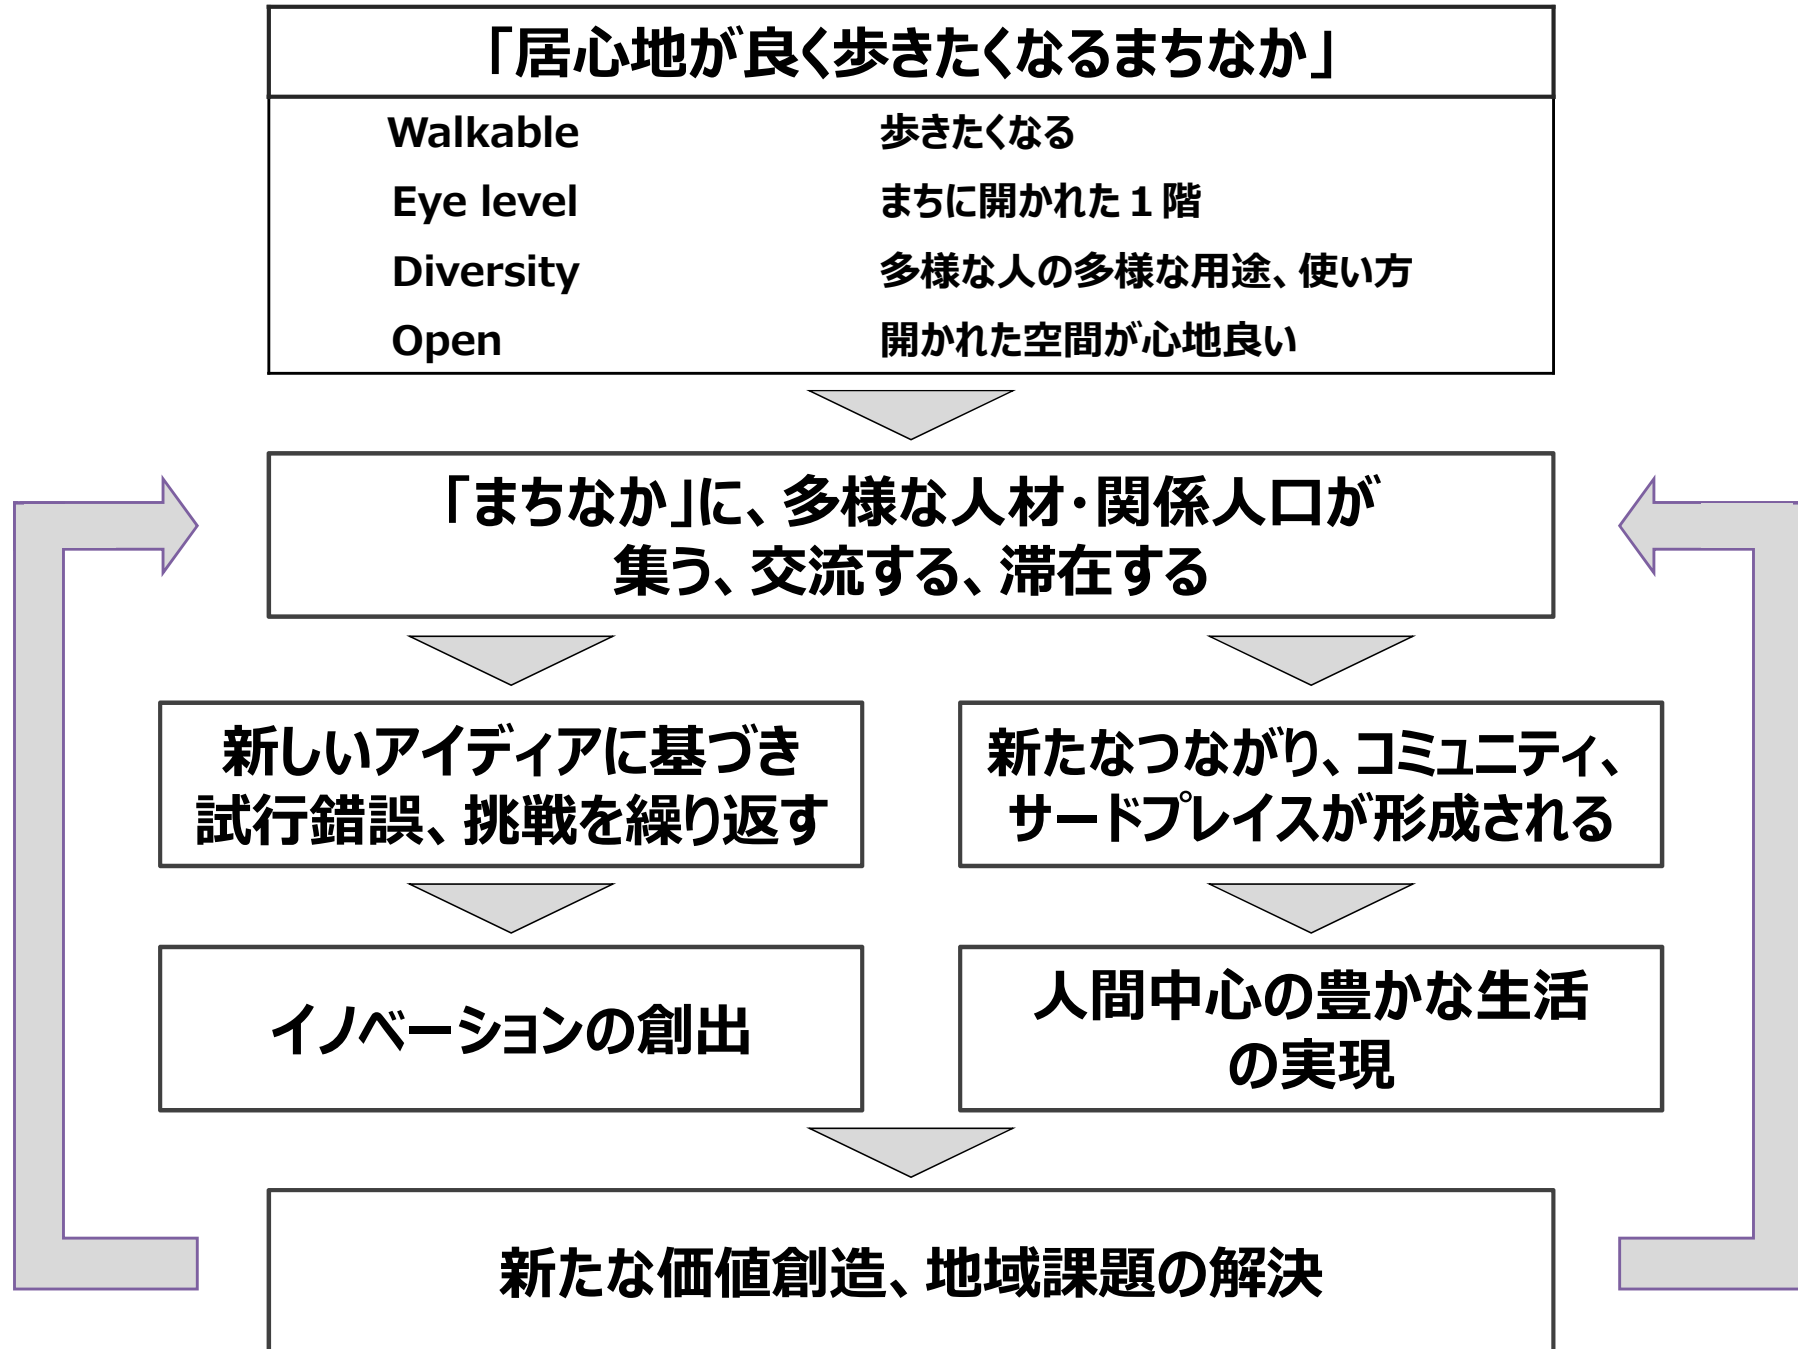 「居心地が良く歩きたくなるまちなか」
Walkable 歩きたくなる
Eye level まちに開かれた１階
Diversity 多様な人の多様な用途、使い方
Open 開かれた空間が心地良い
「まちなか」に、多様な人材・関係人口が
集う、交流する、滞在する
新しいアイディアに基づき
試行錯誤、挑戦を繰り返す
新たなつながり、コミュニティ、
サードプレイスが形成される
イノベーションの創出
人間中心の豊かな生活
の実現
新たな価値創造、地域課題の解決